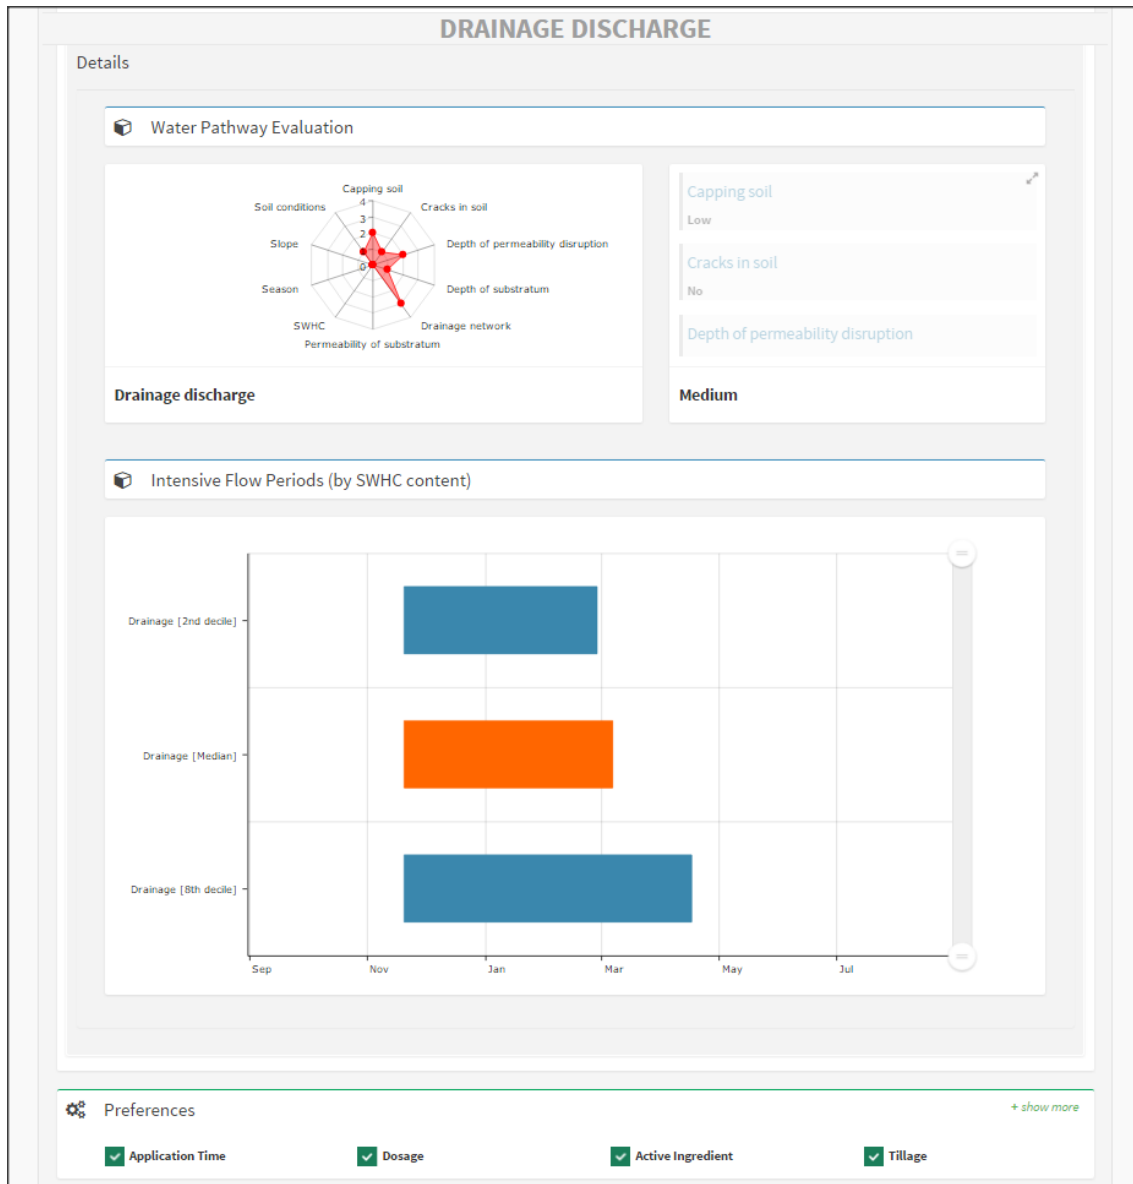 DRAINAGE DISCHARGE
Details
Water Pathway Evaluation
Capping soil
Soil conditions
Cracks in soil
4
3
2
0
Slope
Depth of permeability disruption
Season
Depth of substratum
SWHC
Drainage network
Permeability of substratum
Drainage discharge
Capping soil
Low
Cracks in soil
No
Depth of permeability disruption
Medium
Intensive Flow Periods (by SWHC content)
Drainage [2nd decile]
Drainage [Median]
Drainage [8th decile]
Sep Nov Jan Mar May Jul
Preferences
+ show more
Application Time Dosage Active Ingredient Tillage